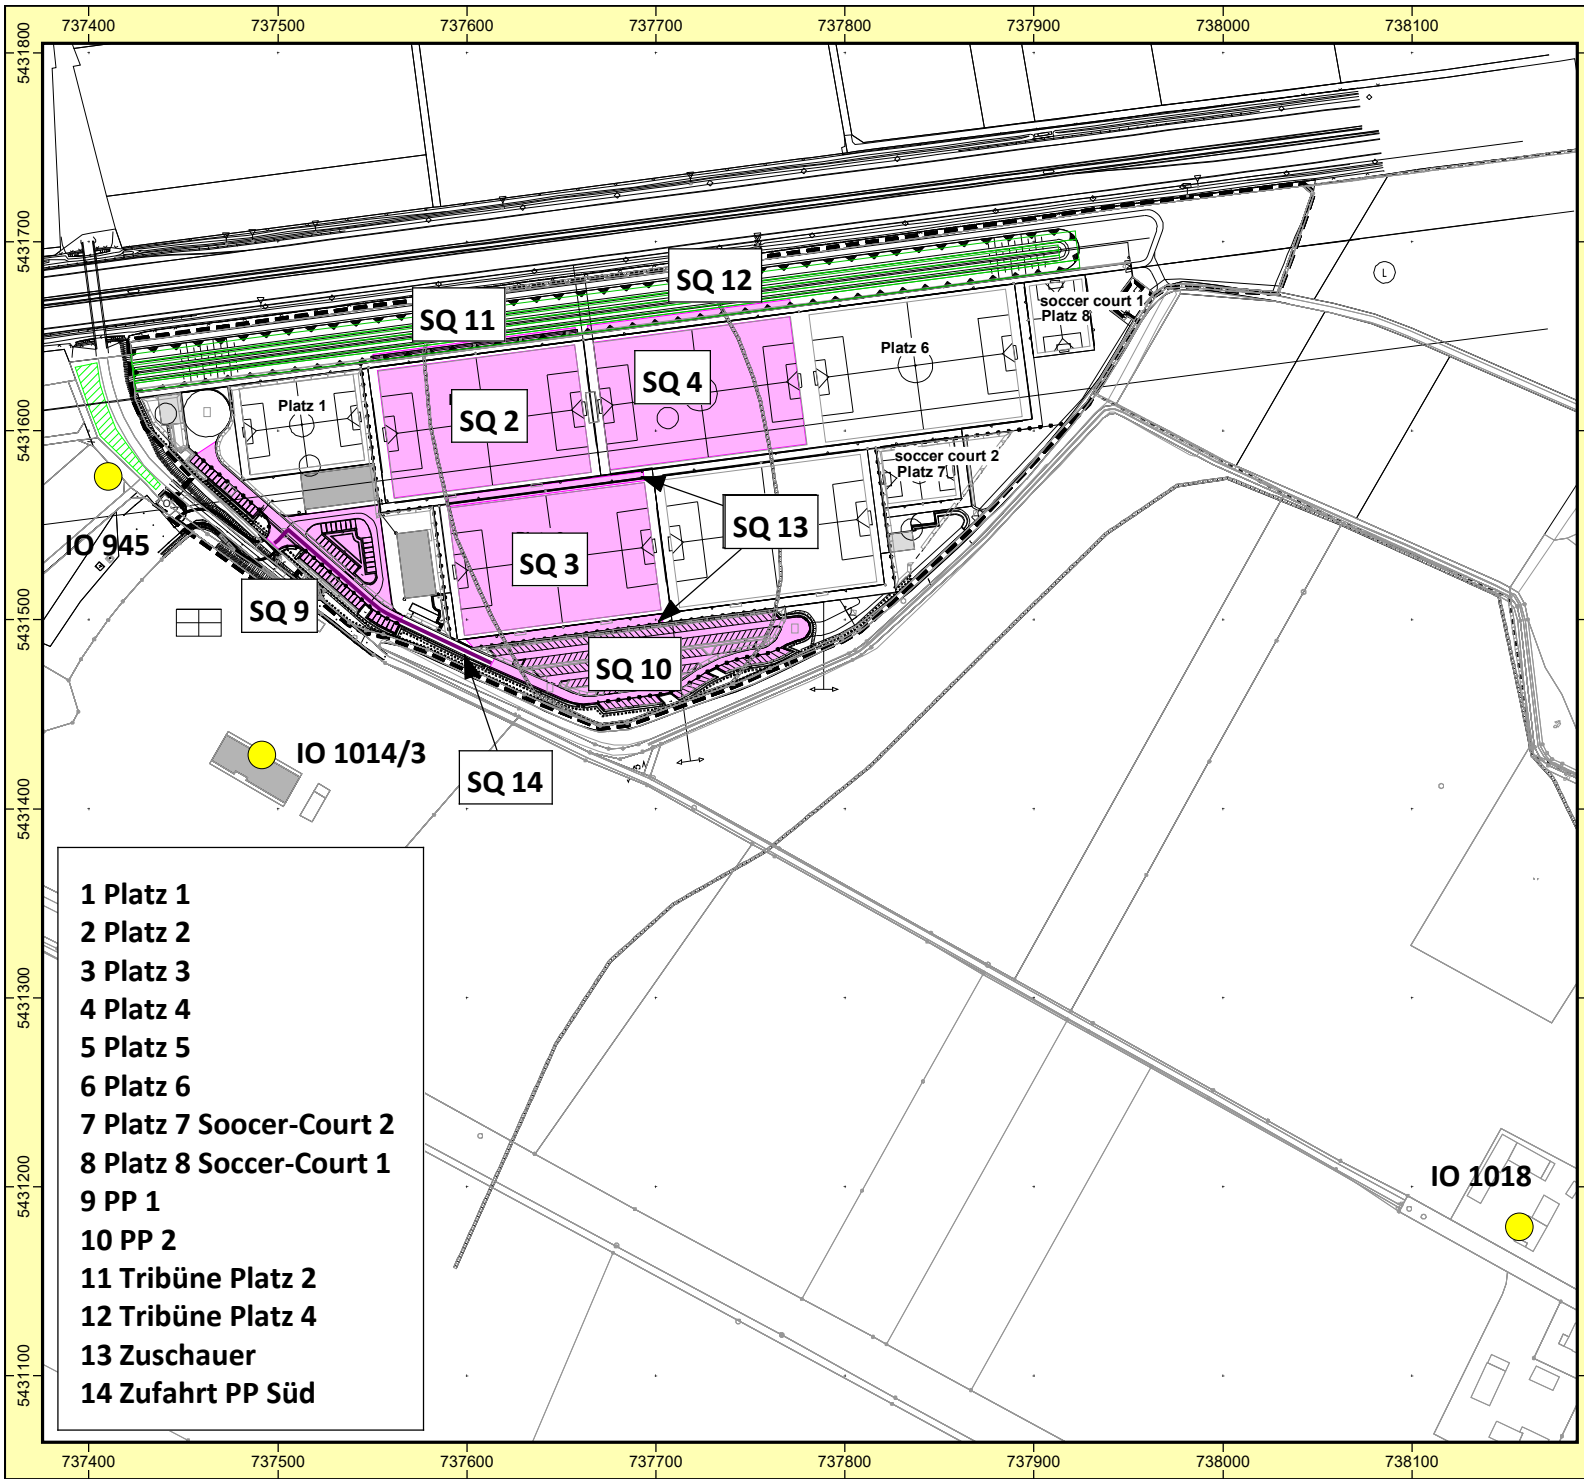 737400 737500 737600 737700 737800 737900 738000 738100
5431800
5431700
5431600
5431500
5431400
5431300
5431200
5431100
SQ 12
SQ 11
soccer court 1
Platz 8
L
Platz 6
SQ 4
Platz 1
SQ 2
soccer court 2
Platz 7
SQ 13
IO 945
SQ 3
SQ 9
SQ 10
IO 1014/3
SQ 14
1 Platz 1
2 Platz 2
3 Platz 3
4 Platz 4
5 Platz 5
6 Platz 6
7 Platz 7 Soocer-Court 2
8 Platz 8 Soccer-Court 1
9 PP 1
10 PP 2
11 Tribüne Platz 2
12 Tribüne Platz 4
13 Zuschauer
14 Zufahrt PP Süd
IO 1018
737400 737500 737600 737700 737800 737900 738000 738100